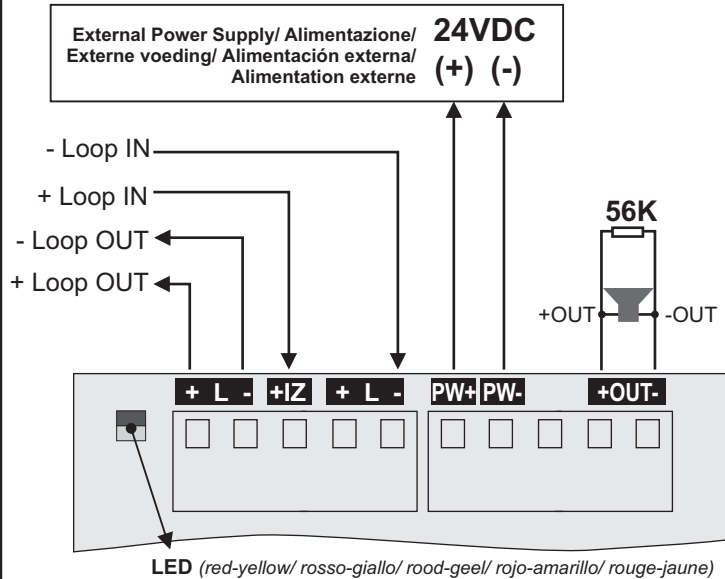 External Power Supply/ Alimentazione/
Externe voeding/ Alimentación externa/
Alimentation externe
24VDC
(+) (-)
- Loop IN
+ Loop IN
- Loop OUT
+ Loop OUT
56K
+OUT
-OUT
+ L - +IZ + L - PW+ PW- +OUT-
LED (red-yellow/ rosso-giallo/ rood-geel/ rojo-amarillo/ rouge-jaune)